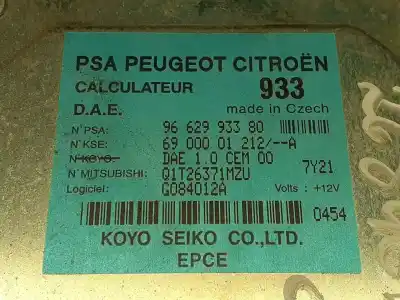 PSA PEUGEOT CITROËN
CALCULATEUR 933
D.A.E. made in Czech
N°PSA: 96 629 933 80
N°KSE: 69 000 01 212/--A
N°KOYO: DAE 1.0 CEM 00 7Y21
N°MITSUBISHI: Q1T26371MZU
Logiciel: G084012A Volts : +12V
0454
KOYO SEIKO CO.,LTD.
EPCE